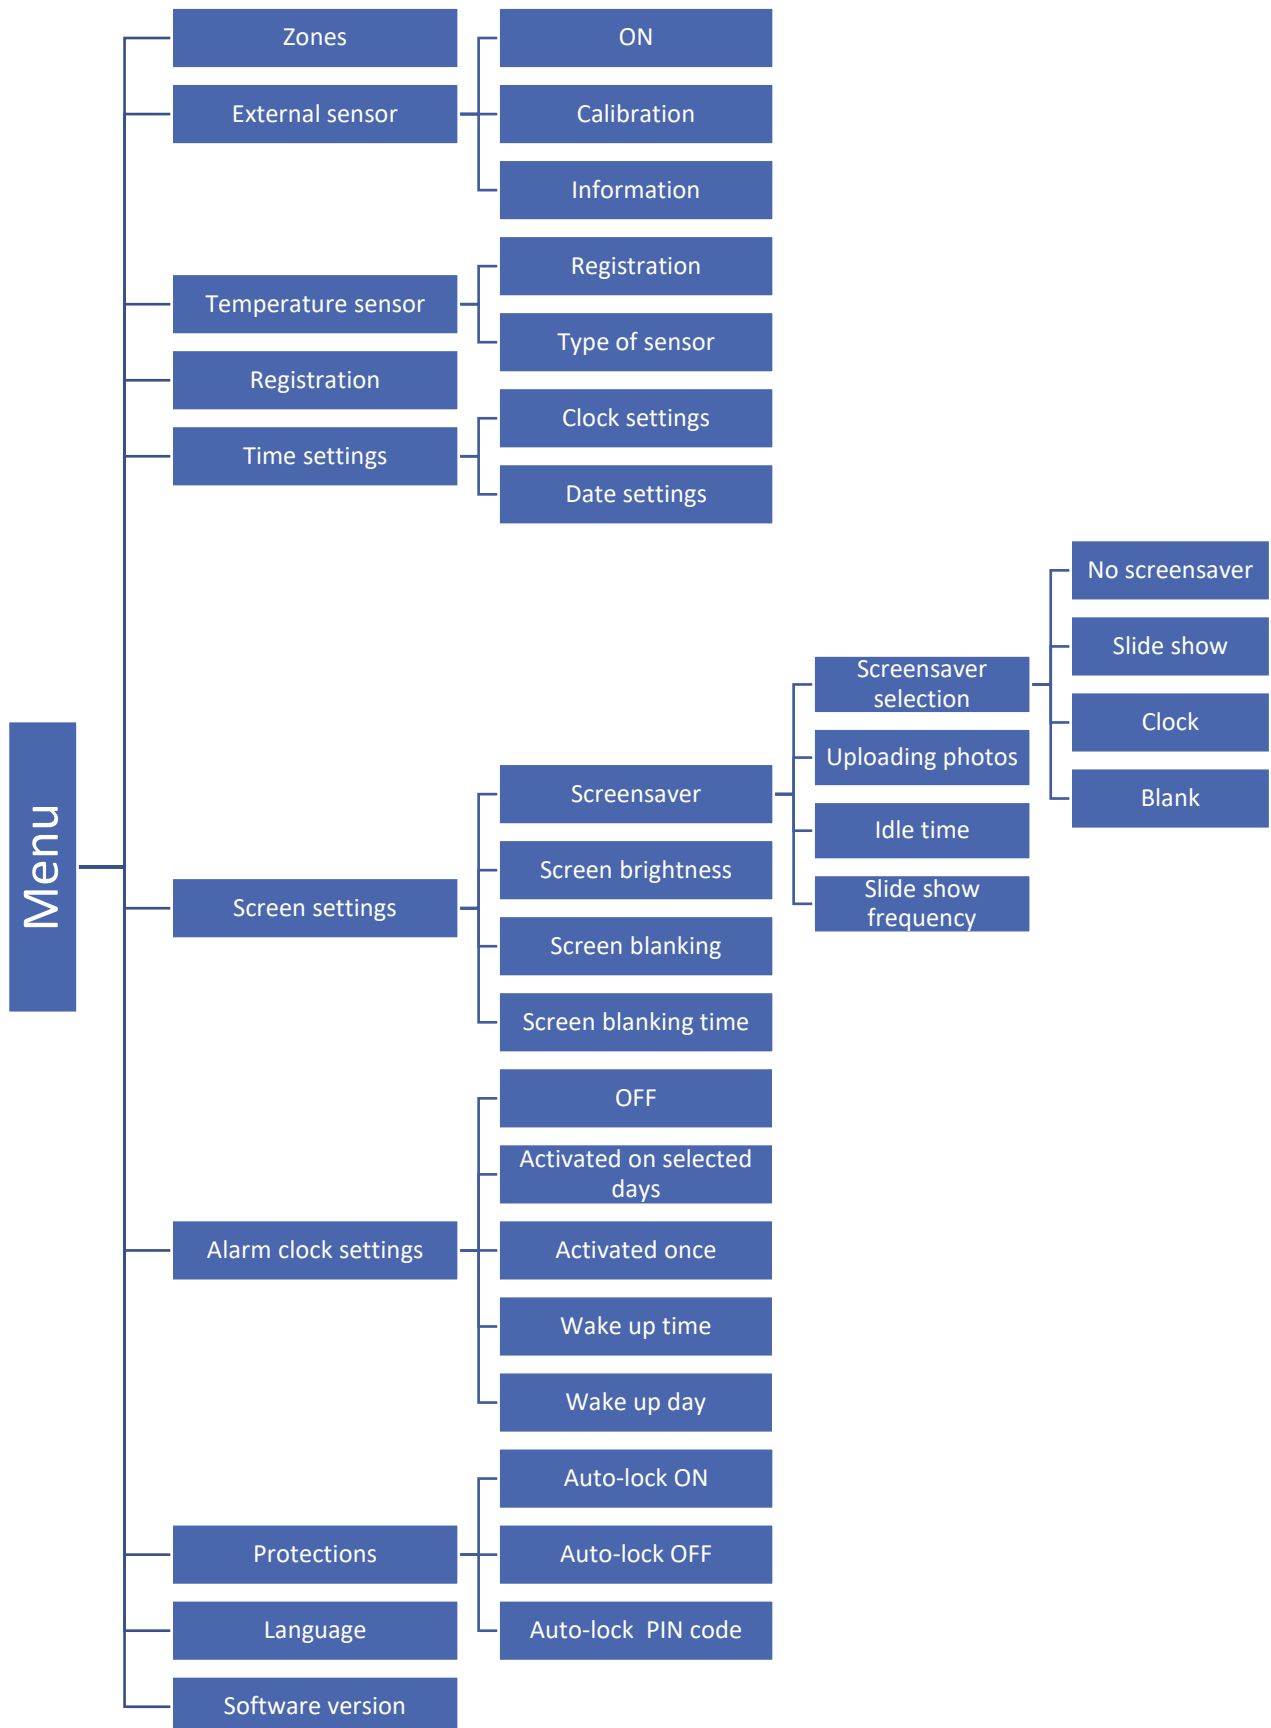 Menu
Zones
External sensor
ON
Calibration
Information
Temperature sensor
Registration
Type of sensor
Registration
Time settings
Clock settings
Date settings
Screen settings
Screensaver
Screensaver
selection
No screensaver
Slide show
Clock
Blank
Uploading photos
Idle time
Slide show
frequency
Screen brightness
Screen blanking
Screen blanking time
Alarm clock settings
OFF
Activated on selected
days
Activated once
Wake up time
Wake up day
Protections
Auto-lock ON
Auto-lock OFF
Auto-lock  PIN code
Language
Software version